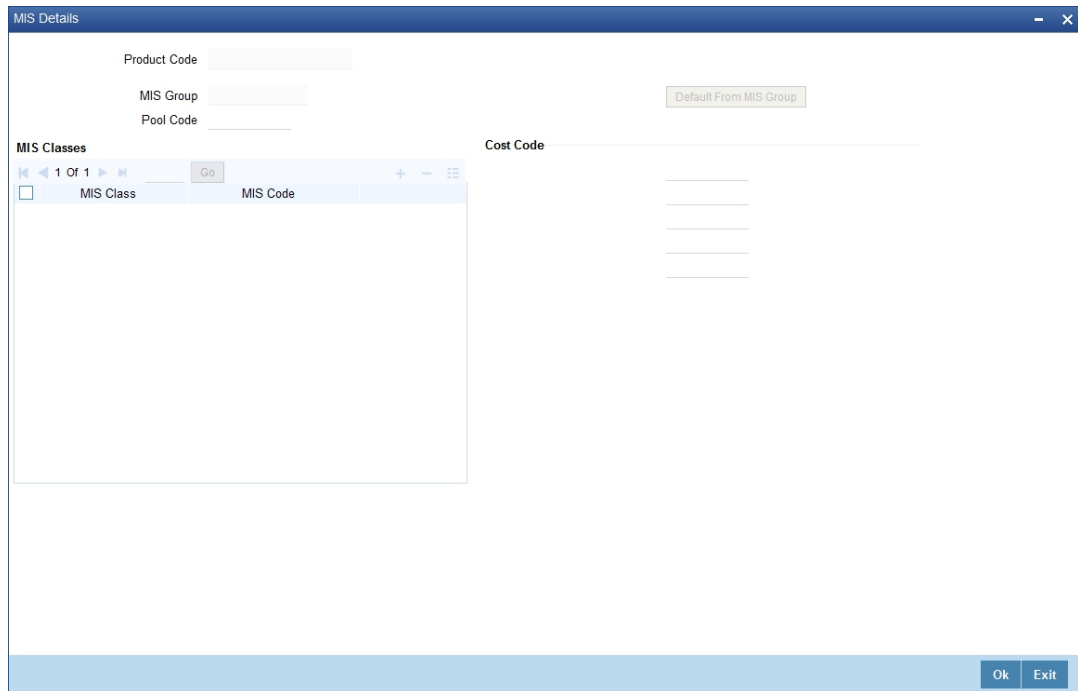 MIS Details
Product Code
MIS Group
Default From MIS Group
Pool Code
MIS Classes
Cost Code
1 Of 1
Go
MIS Class MIS Code
Ok Exit